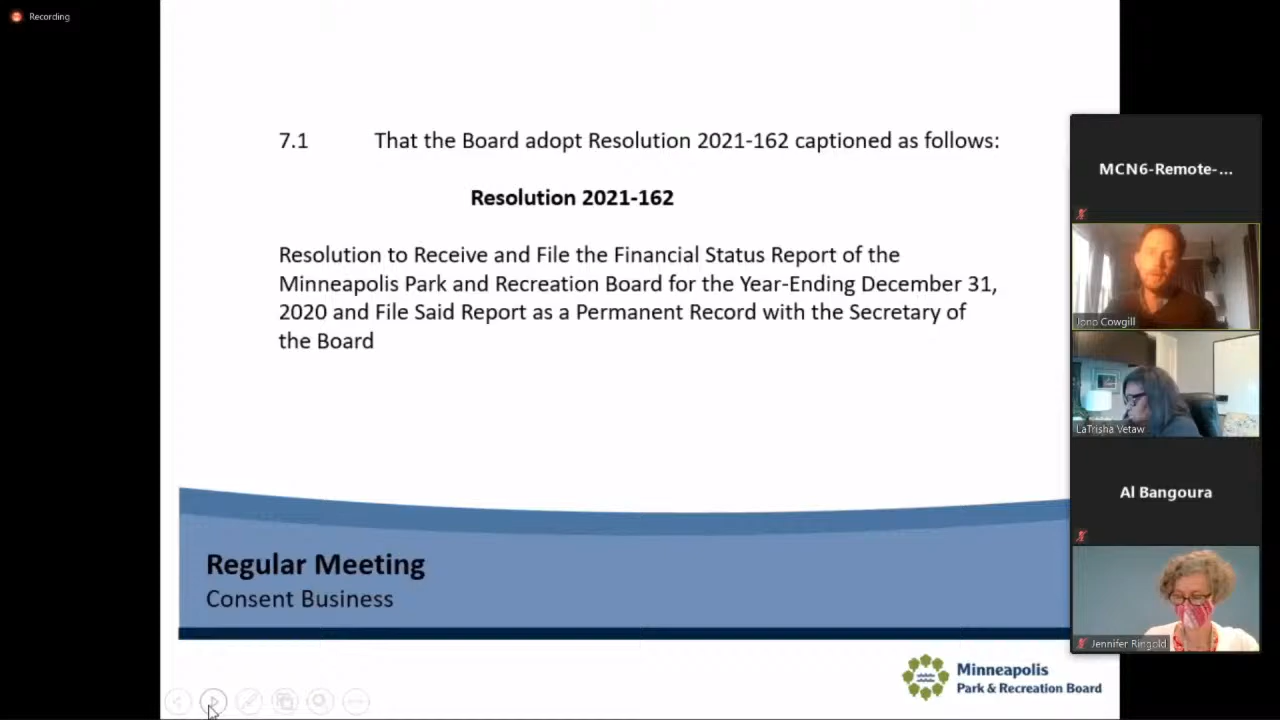 Recording
7.1 That the Board adopt Resolution 2021-162 captioned as follows:
Resolution 2021-162
Resolution to Receive and File the Financial Status Report of the
Minneapolis Park and Recreation Board for the Year-Ending December 31,
2020 and File Said Report as a Permanent Record with the Secretary of
the Board
Regular Meeting
Consent Business
Minneapolis
Park & Recreation Board
MCN6-Remote-...
Jono Cowgill
LaTrisha Vetaw
Al Bangoura
Jennifer Ringold